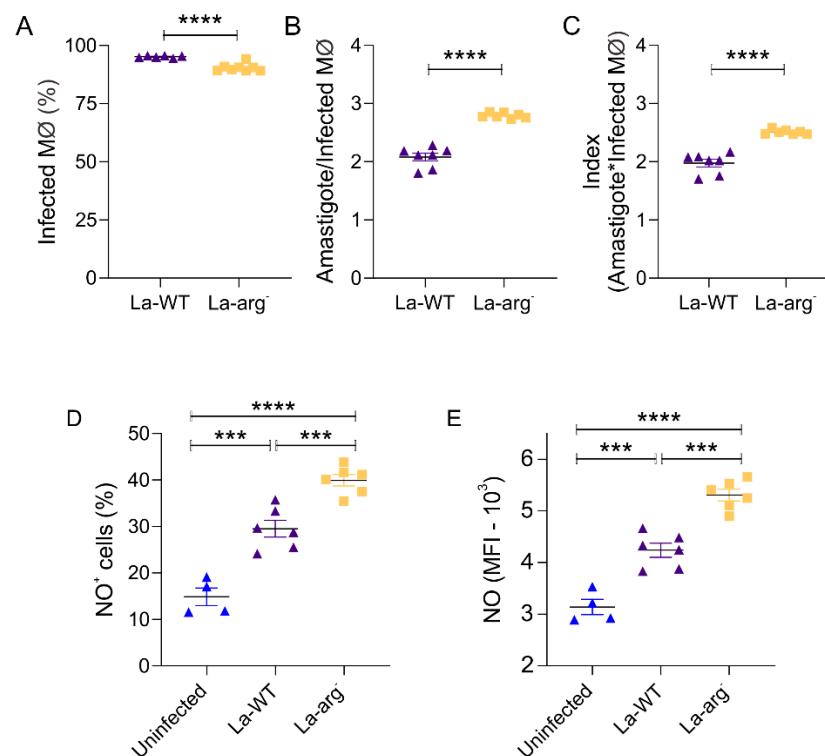 A
Infected MØ (%)
100
75
50
25
0
****
La-WT
La-arg⁻
B
Amastigote/Infected MØ
4
3
2
1
0
****
La-WT
La-arg⁻
C
Index
(Amastigote*Infected MØ)
4
3
2
1
0
****
La-WT
La-arg⁻
D
NO⁺ cells (%)
50
40
30
20
10
0
****
***
***
Uninfected
La-WT
La-arg⁻
E
NO (MFI - 10³)
6
5
4
3
2
****
***
***
Uninfected
La-WT
La-arg⁻